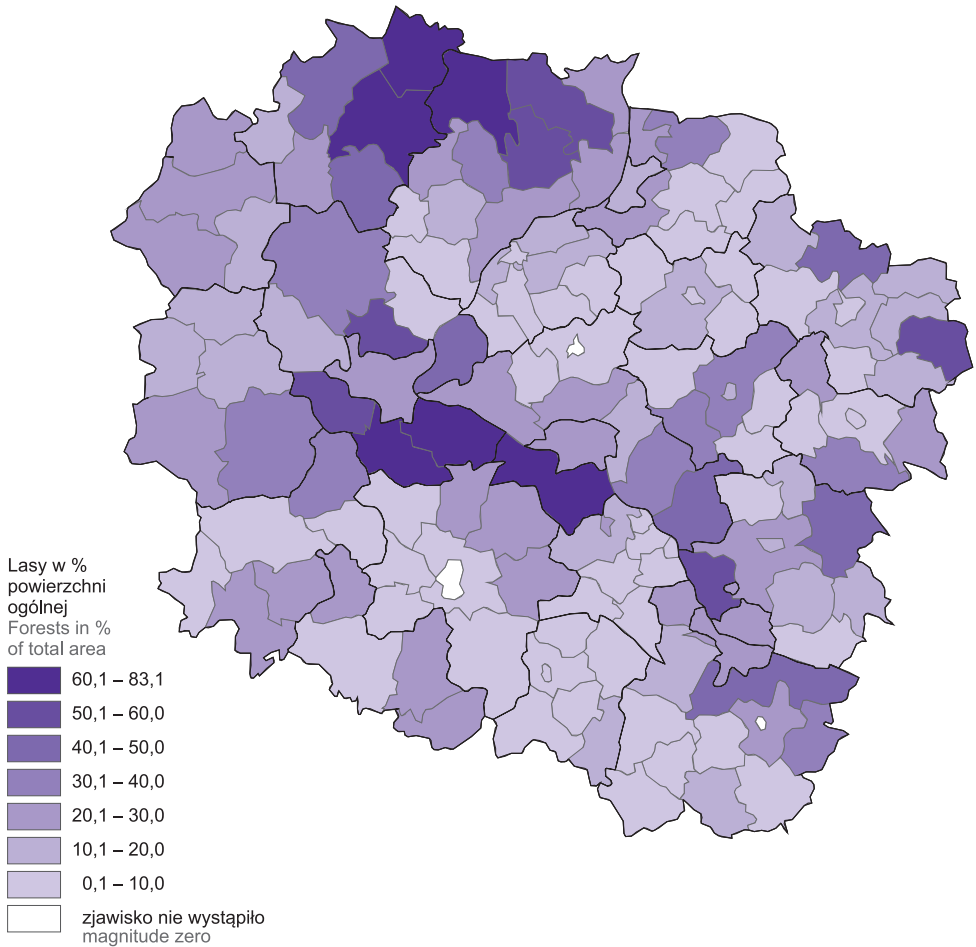 Lasy w %
powierzchni
ogólnej
Forests in %
of total area
60,1 – 83,1
50,1 – 60,0
40,1 – 50,0
30,1 – 40,0
20,1 – 30,0
10,1 – 20,0
0,1 – 10,0
zjawisko nie wystąpiło
magnitude zero